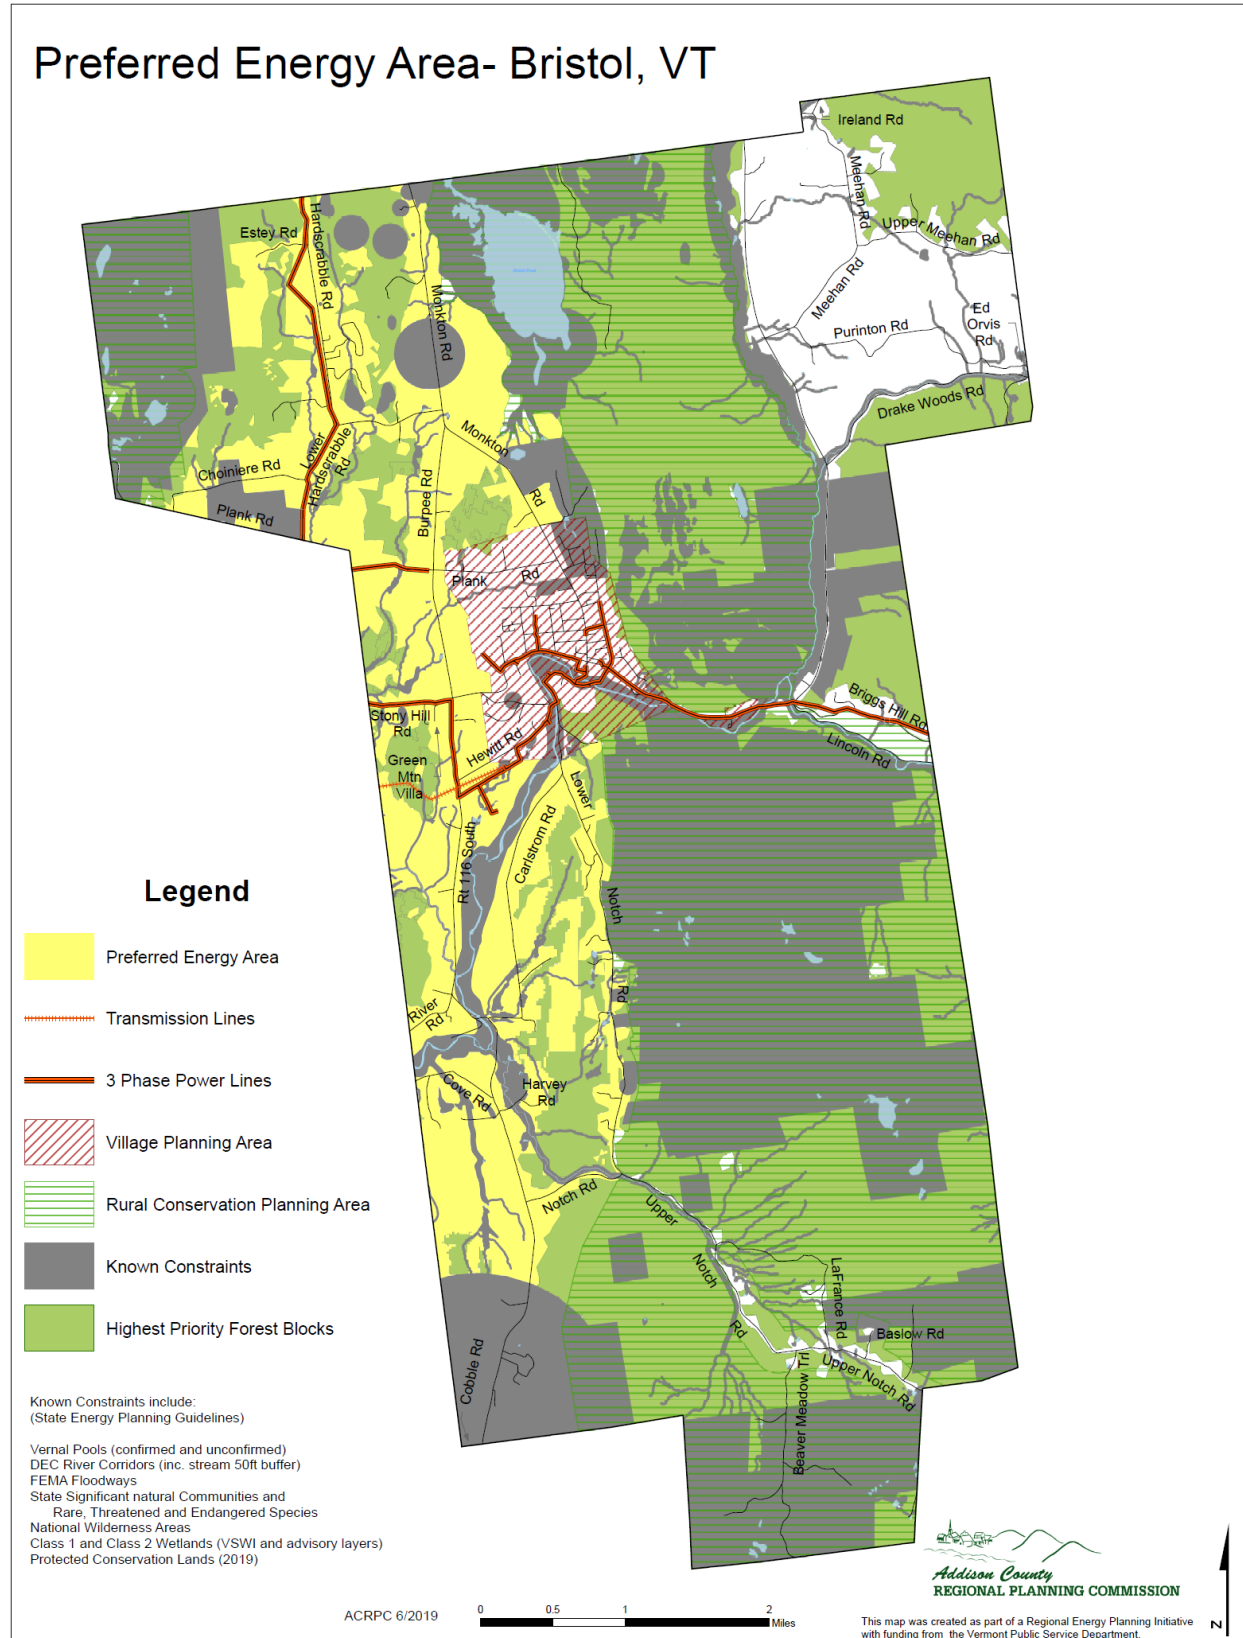 Preferred Energy Area- Bristol, VT
Ireland Rd
Meehan Rd
Upper Meehan Rd
Estey Rd
Hardscrabble Rd
Monkton Rd
Meehan Rd
Ed
Orvis
Rd
Purinton Rd
Drake Woods Rd
Monkton
Rd
Lower
Hardscrabble
Rd
Choiniere Rd
Plank Rd
Burpee Rd
Plank
Rd
Briggs Hill Rd
Lincoln Rd
Stony Hill
Rd
Hewitt Rd
Green
Mtn
Villa
Lower
Carlstrom Rd
Rt 116 South
Notch
Rd
River
Rd
Cove Rd
Harvey
Rd
Notch Rd
Upper
Notch
Rd
LaFrance Rd
Baslow Rd
Upper Notch Rd
Beaver Meadow Trl
Cobble Rd
Legend
Preferred Energy Area
Transmission Lines
3 Phase Power Lines
Village Planning Area
Rural Conservation Planning Area
Known Constraints
Highest Priority Forest Blocks
Known Constraints include:
(State Energy Planning Guidelines)
Vernal Pools (confirmed and unconfirmed)
DEC River Corridors (inc. stream 50ft buffer)
FEMA Floodways
State Significant natural Communities and
Rare, Threatened and Endangered Species
National Wilderness Areas
Class 1 and Class 2 Wetlands (VSWI and advisory layers)
Protected Conservation Lands (2019)
ACRPC 6/2019
0 0.5 1 2
Miles
Addison County
REGIONAL PLANNING COMMISSION
This map was created as part of a Regional Energy Planning Initiative
with funding from the Vermont Public Service Department.
N